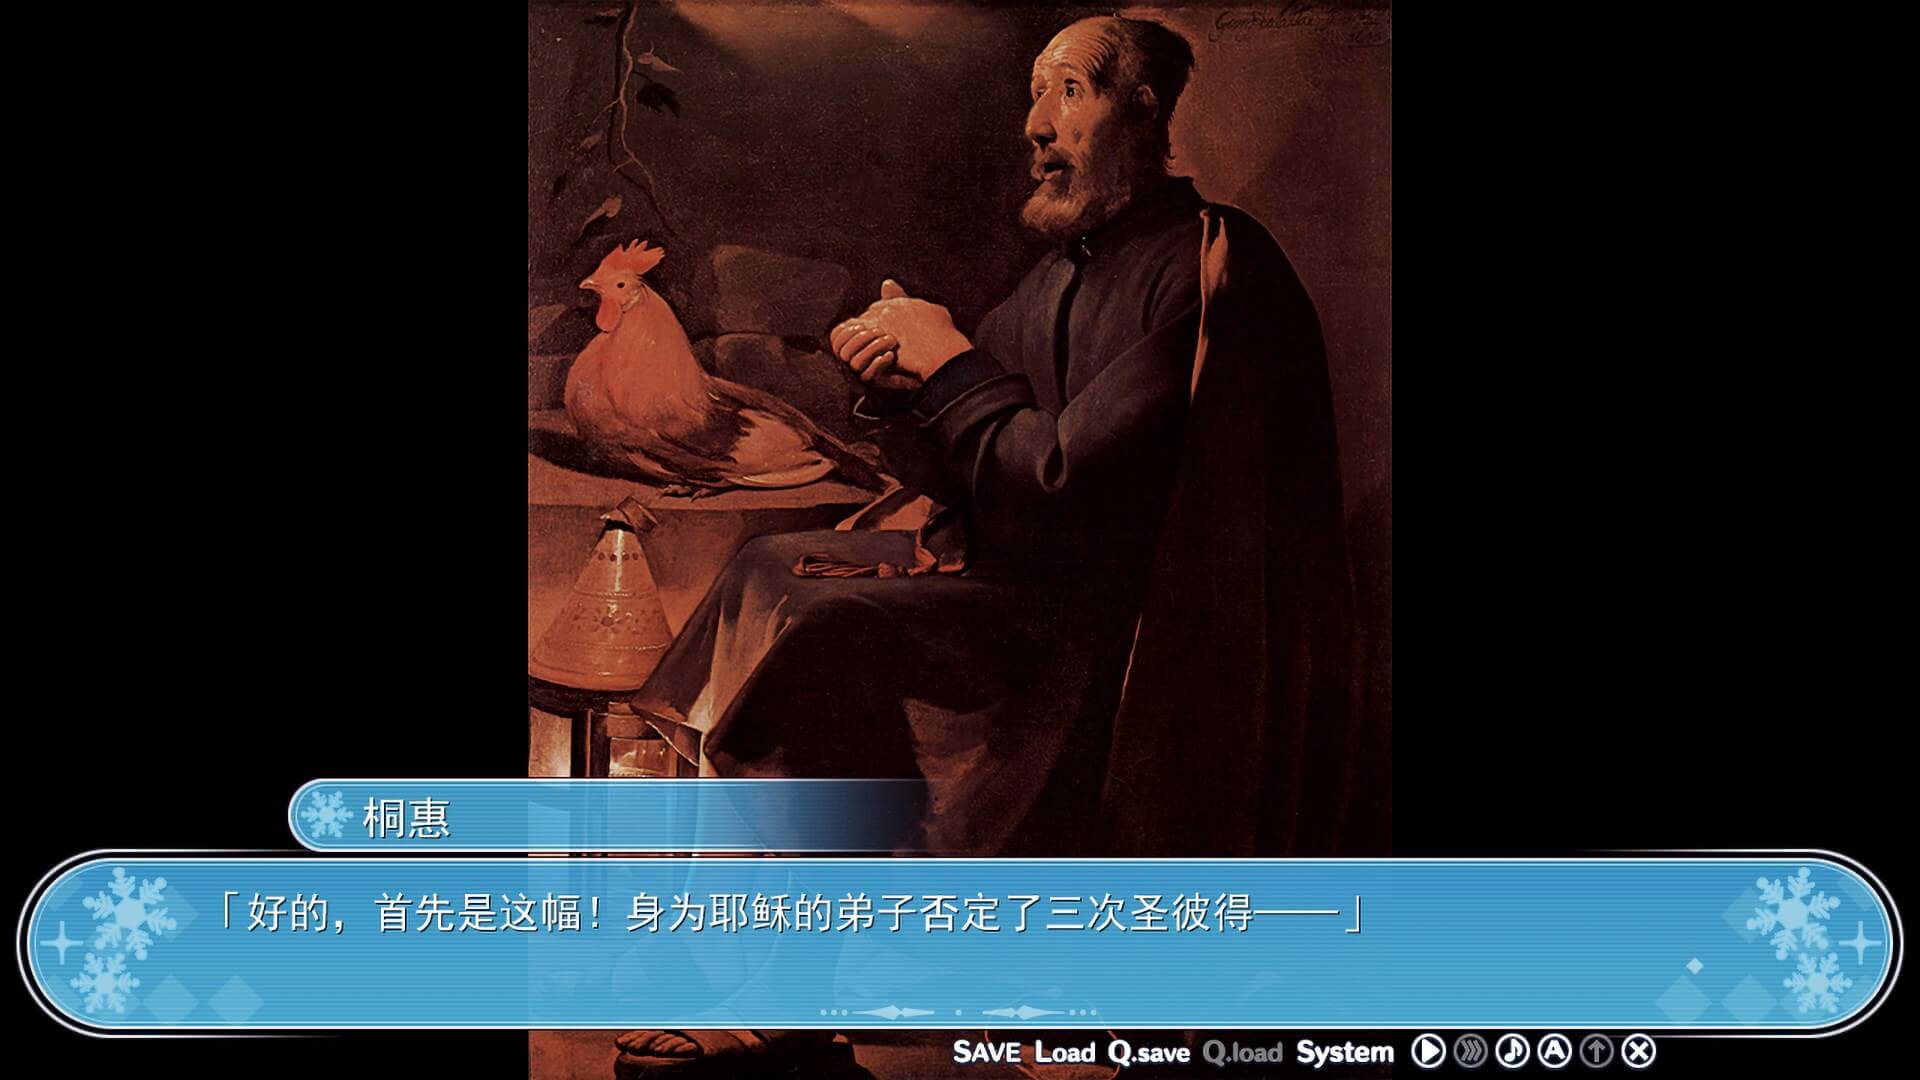 桐惠
「好的，首先是这幅！身为耶稣的弟子否定了三次圣彼得——」
SAVE Load Q.save Q.load System